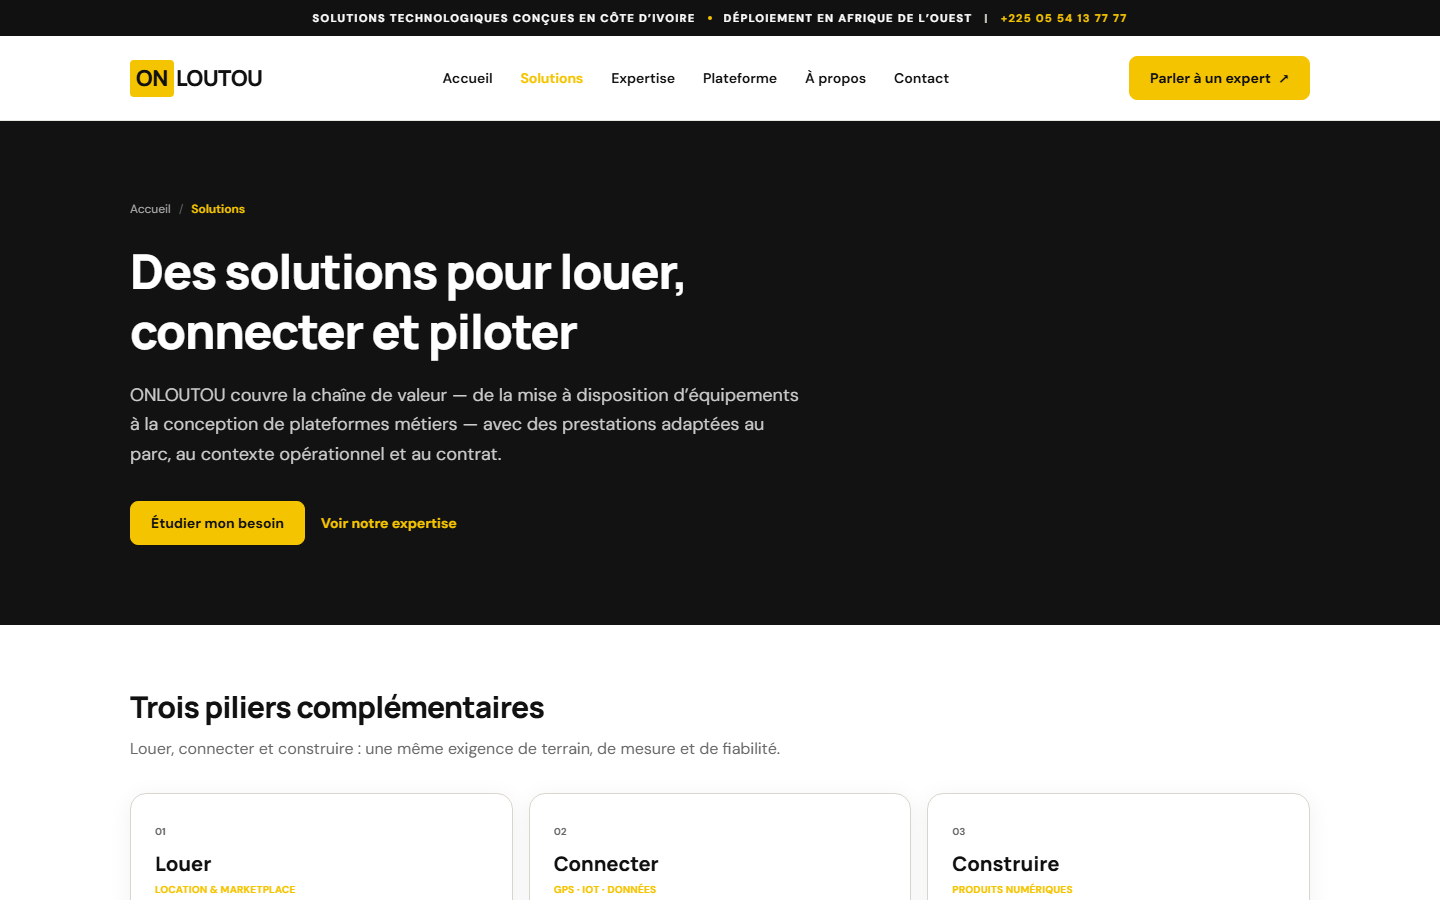 SOLUTIONS TECHNOLOGIQUES CONÇUES EN CÔTE D’IVOIRE • DÉPLOIEMENT EN AFRIQUE DE L’OUEST | +225 05 54 13 77 77
ON LOUTOU
Accueil Solutions Expertise Plateforme À propos Contact
Parler à un expert ↗
Accueil / Solutions
Des solutions pour louer,
connecter et piloter
ONLOUTOU couvre la chaîne de valeur — de la mise à disposition d’équipements
à la conception de plateformes métiers — avec des prestations adaptées au
parc, au contexte opérationnel et au contrat.
Étudier mon besoin Voir notre expertise
Trois piliers complémentaires
Louer, connecter et construire : une même exigence de terrain, de mesure et de fiabilité.
01
Louer
LOCATION & MARKETPLACE
02
Connecter
GPS · IOT · DONNÉES
03
Construire
PRODUITS NUMÉRIQUES